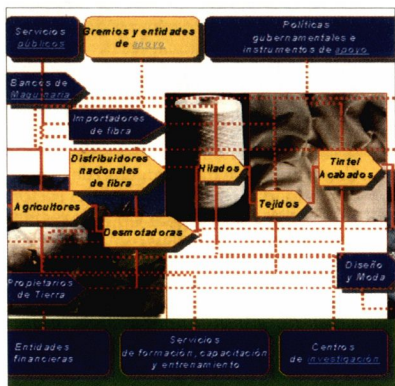 Servicios
públicos
Gremios y entidades
de apoyo
Políticas
gubernamentales e
instrumentos de apoyo
Bancos de
Maquinaria
Importadores
de fibra
Distribuidores
nacionales
de fibra
Hilados
Tejidos
Tinte/
Acabados
Agricultores
Desmotadoras
Propietarios
de Tierra
Diseño
y Moda
Entidades
financieras
Servicios
de formación, capacitación
y entrenamiento
Centros
de investigación